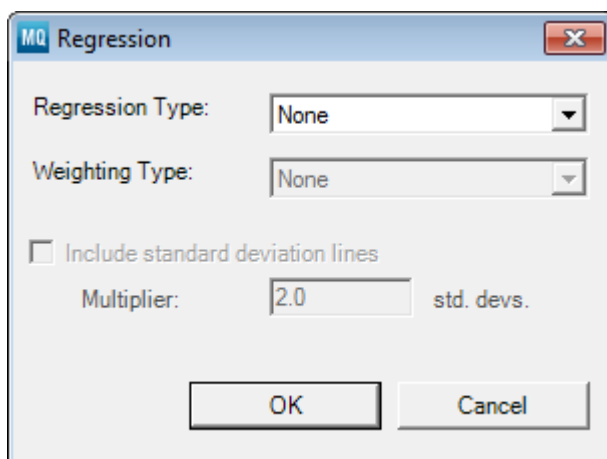 MQ Regression
Regression Type: None
Weighting Type: None
Include standard deviation lines
Multiplier: 2.0 std. devs.
OK Cancel